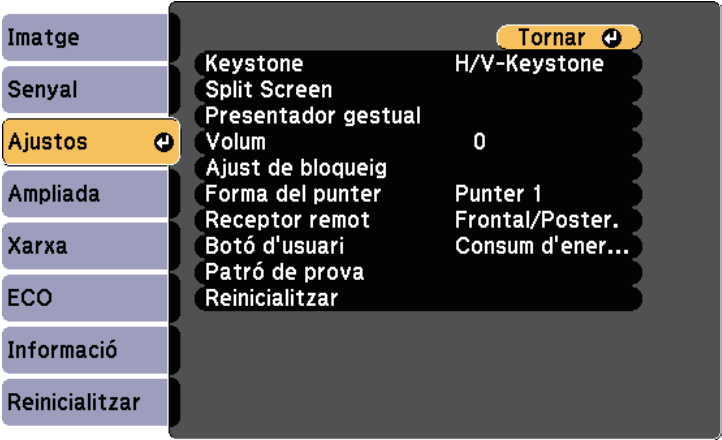 Imatge
Senyal
Ajustos
Ampliada
Xarxa
ECO
Informació
Reinicialitzar
Tornar
Keystone H/V-Keystone
Split Screen
Presentador gestual
Volum 0
Ajust de bloqueig
Forma del punter Punter 1
Receptor remot Frontal/Poster.
Botó d'usuari Consum d'ener...
Patró de prova
Reinicialitzar